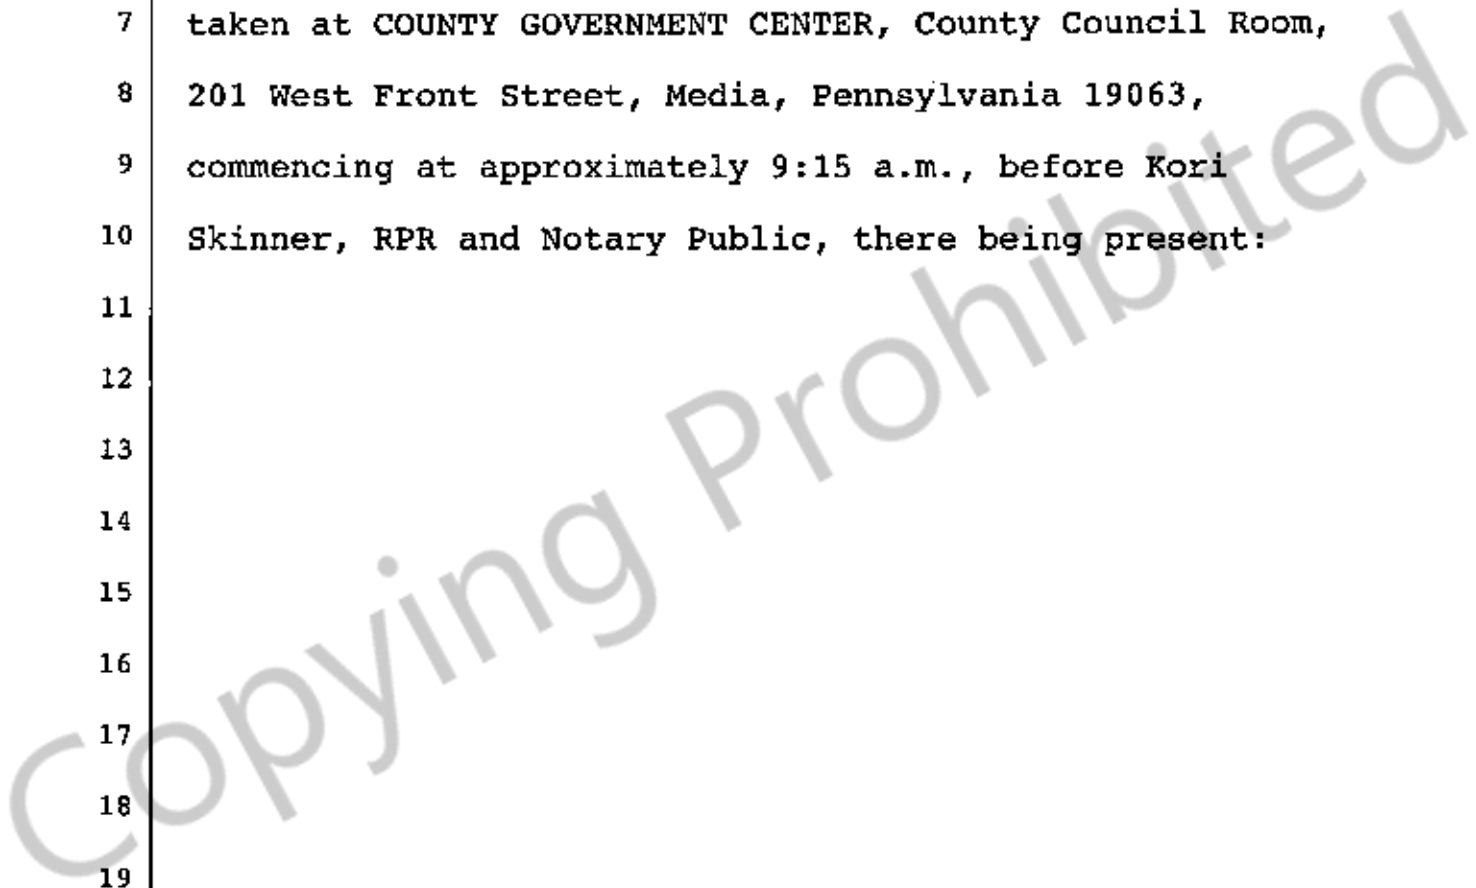 7 taken at COUNTY GOVERNMENT CENTER, County Council Room,
8 201 West Front Street, Media, Pennsylvania 19063,
9 commencing at approximately 9:15 a.m., before Kori
10 Skinner, RPR and Notary Public, there being present:
11
12
13
14
15
16
17
18
19
Copying Prohibited